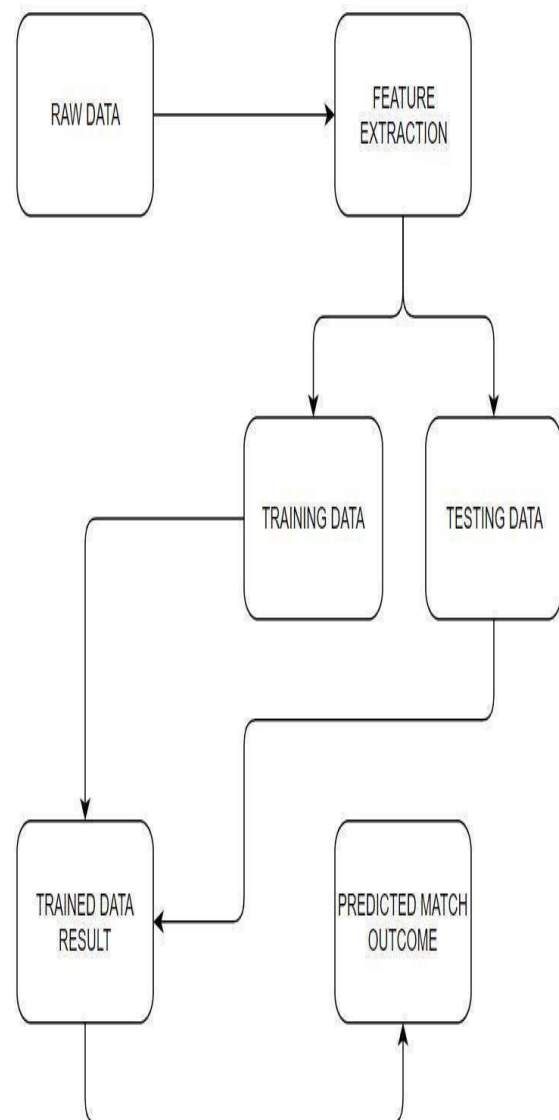 RAW DATA
FEATURE
EXTRACTION
TRAINING DATA
TESTING DATA
TRAINED DATA
RESULT
PREDICTED MATCH
OUTCOME